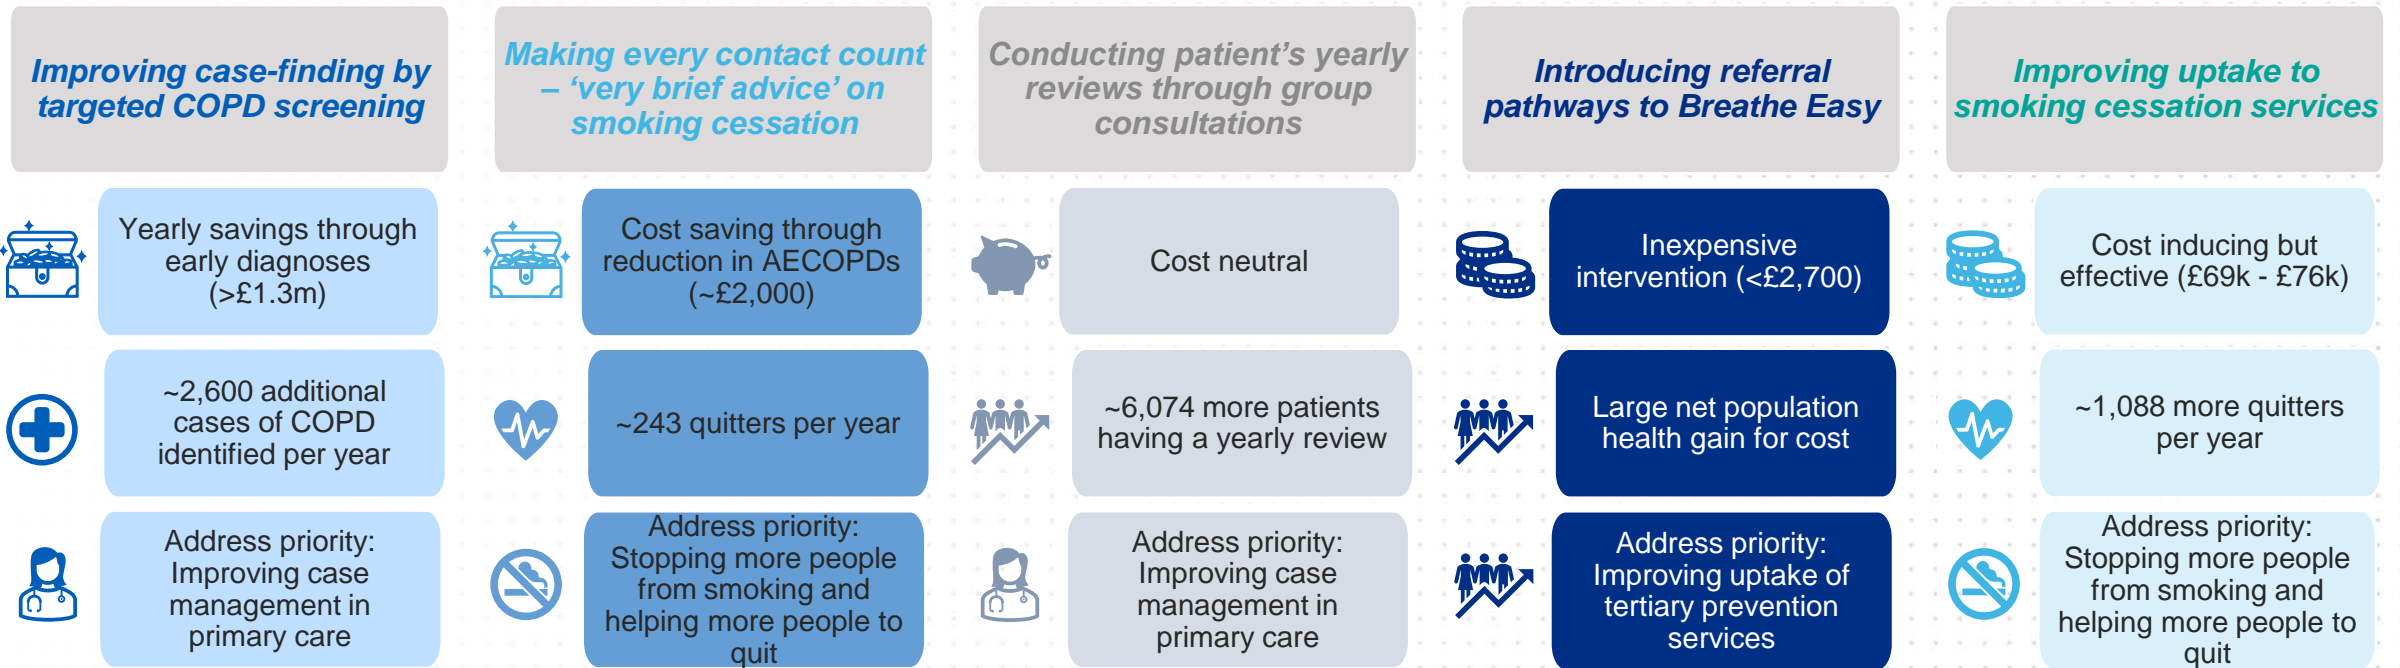 Improving case-finding by
targeted COPD screening
Yearly savings through
early diagnoses
(>£1.3m)
~2,600 additional
cases of COPD
identified per year
Address priority:
Improving case
management in
primary care
Making every contact count
– ‘very brief advice’ on
smoking cessation
Cost saving through
reduction in AECOPDs
(~£2,000)
~243 quitters per year
Address priority:
Stopping more people
from smoking and
helping more people to
quit
Conducting patient’s yearly
reviews through group
consultations
Cost neutral
~6,074 more patients
having a yearly review
Address priority:
Improving case
management in
primary care
Introducing referral
pathways to Breathe Easy
Inexpensive
intervention (<£2,700)
Large net population
health gain for cost
Address priority:
Improving uptake of
tertiary prevention
services
Improving uptake to
smoking cessation services
Cost inducing but
effective (£69k - £76k)
~1,088 more quitters
per year
Address priority:
Stopping more people
from smoking and
helping more people to
quit